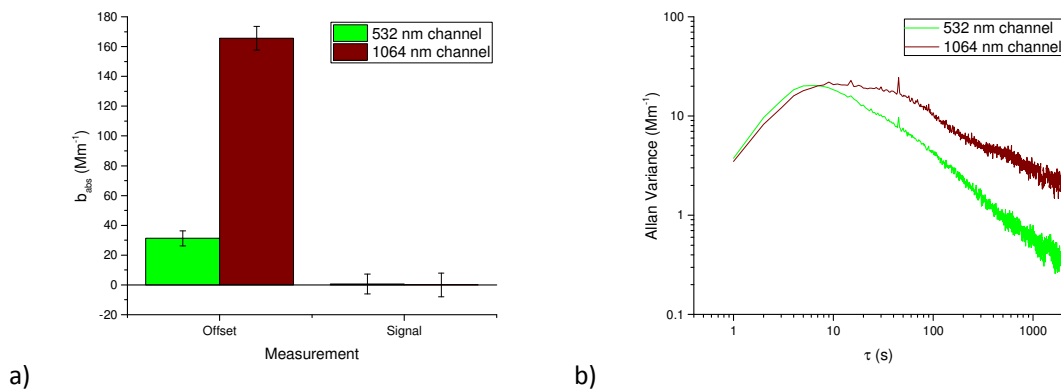 180
160
140
120
100
80
60
40
20
0
-20
b_abs (Mm⁻¹)
532 nm channel
1064 nm channel
Offset
Signal
Measurement
a)
100
10
1
0.1
Allan Variance (Mm⁻¹)
532 nm channel
1064 nm channel
1
10
100
1000
τ (s)
b)